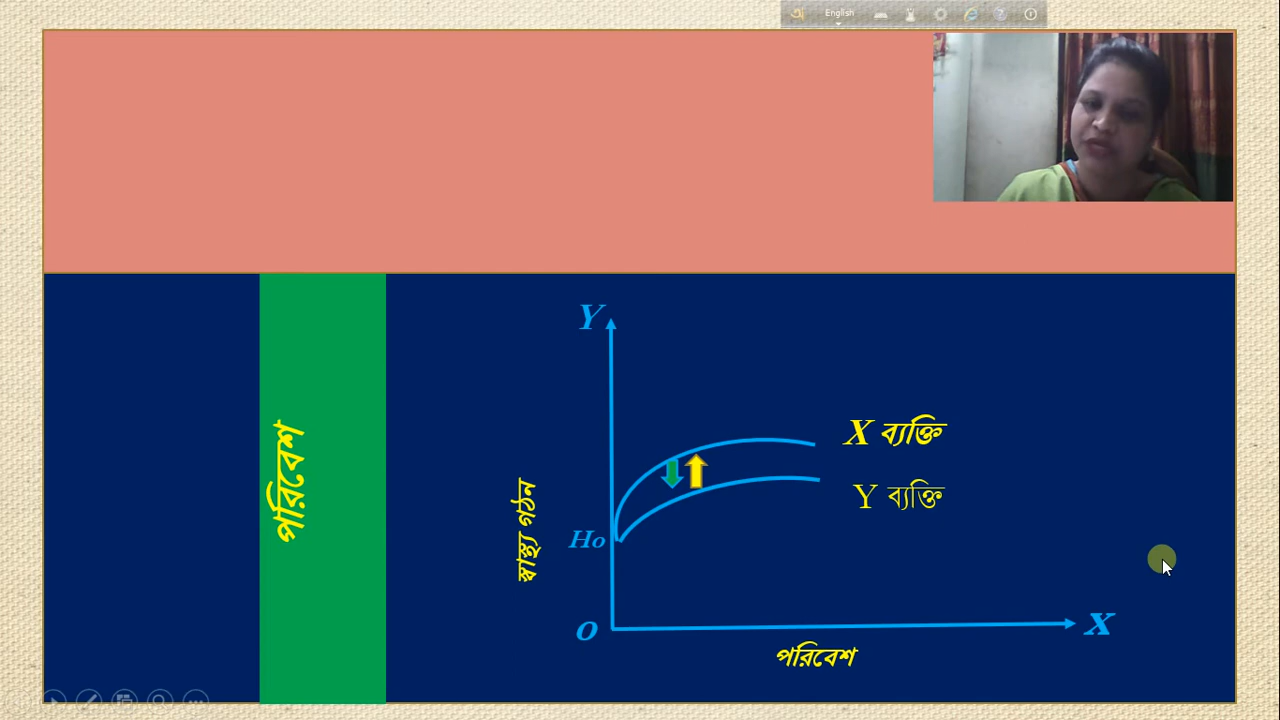 অ English
পরিবেশ
Y
X ব্যক্তি
Y ব্যক্তি
স্বাস্থ্য গঠন
Ho
O
X
পরিবেশ